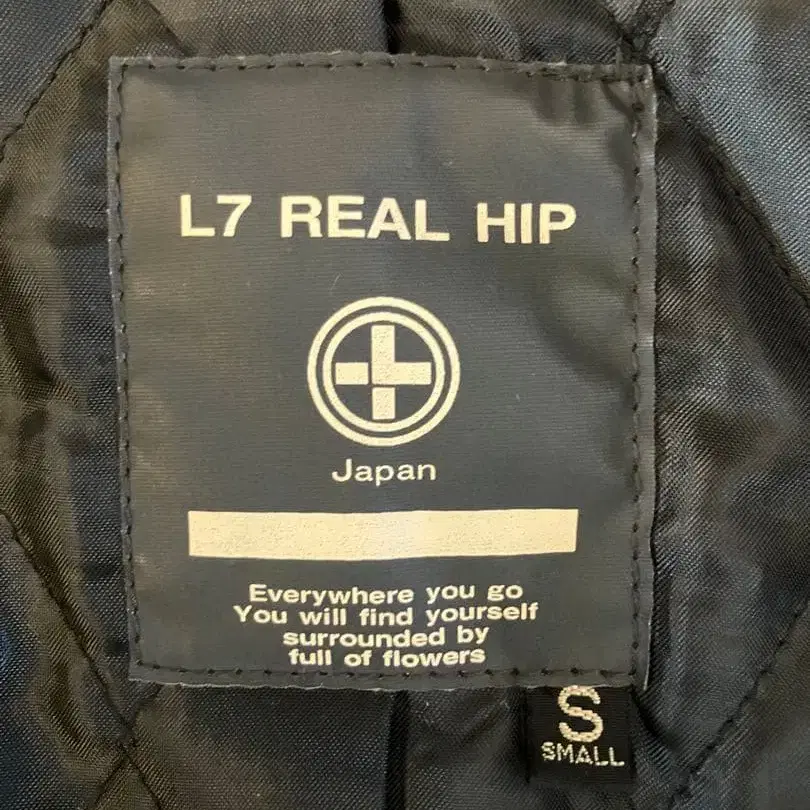 L7 REAL HIP
Japan
Everywhere you go
You will find yourself
surrounded by
full of flowers
S
SMALL